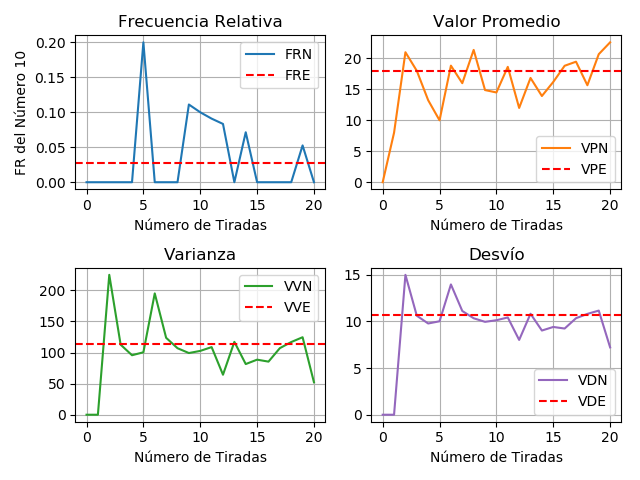 Frecuencia Relativa
FR del Número 10
0.20
0.15
0.10
0.05
0.00
FRN
FRE
0 5 10 15 20
Número de Tiradas
Valor Promedio
20
15
10
5
0
VPN
VPE
0 5 10 15 20
Número de Tiradas
Varianza
200
150
100
50
0
VVN
VVE
0 5 10 15 20
Número de Tiradas
Desvío
15
10
5
0
VDN
VDE
0 5 10 15 20
Número de Tiradas